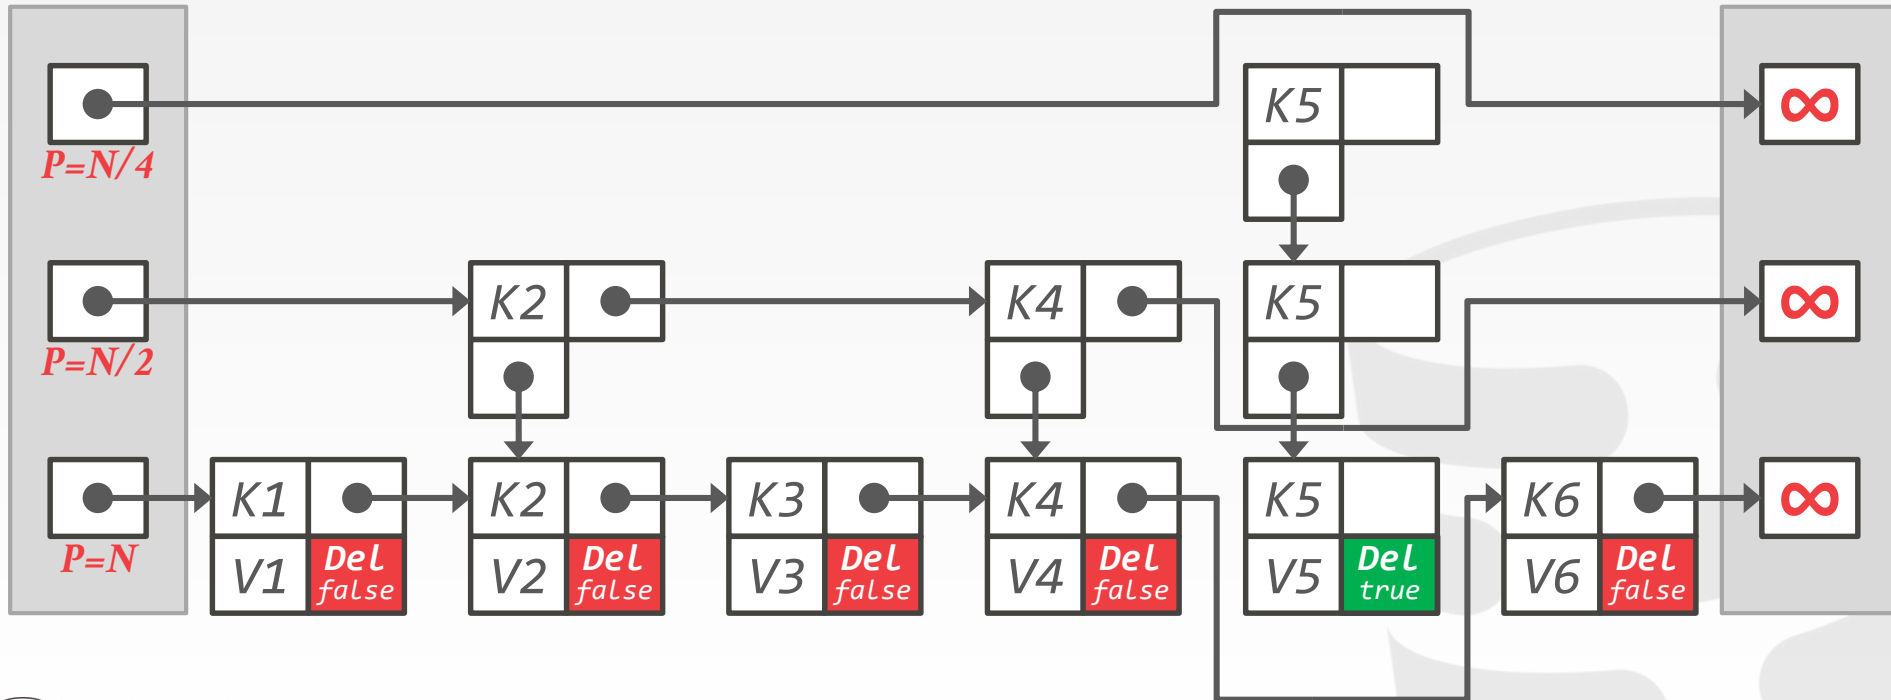 K5 ∞
P=N/4
K2 K4 K5 ∞
P=N/2
K1 K2 K3 K4 K5 K6 ∞
P=N
V1 Del false V2 Del false V3 Del false V4 Del false V5 Del true V6 Del false